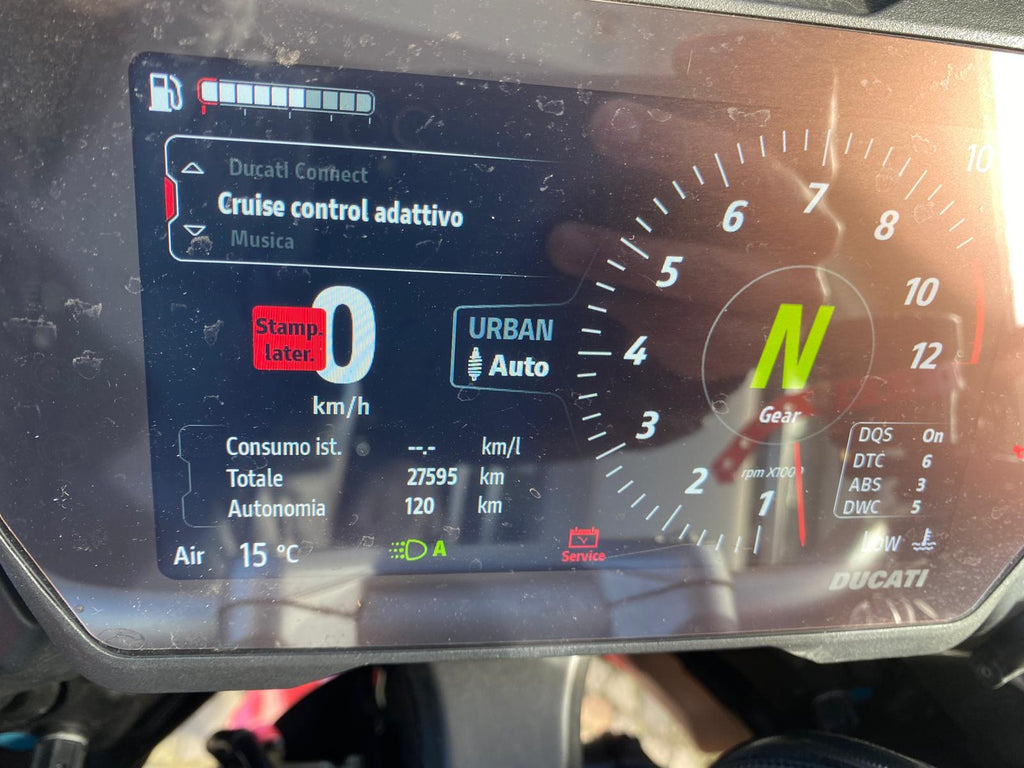 Ducati Connect
Cruise control adattivo
Musica
Stamp.
later.
0
km/h
URBAN
Auto
Consumo ist. --.- km/l
Totale 27595 km
Autonomia 120 km
Air 15 °C
A
Service
1
2
3
4
5
6
7
8
10
12
rpm X1000
N
Gear
DQS On
DTC 6
ABS 3
DWC 5
Low
DUCATI
10